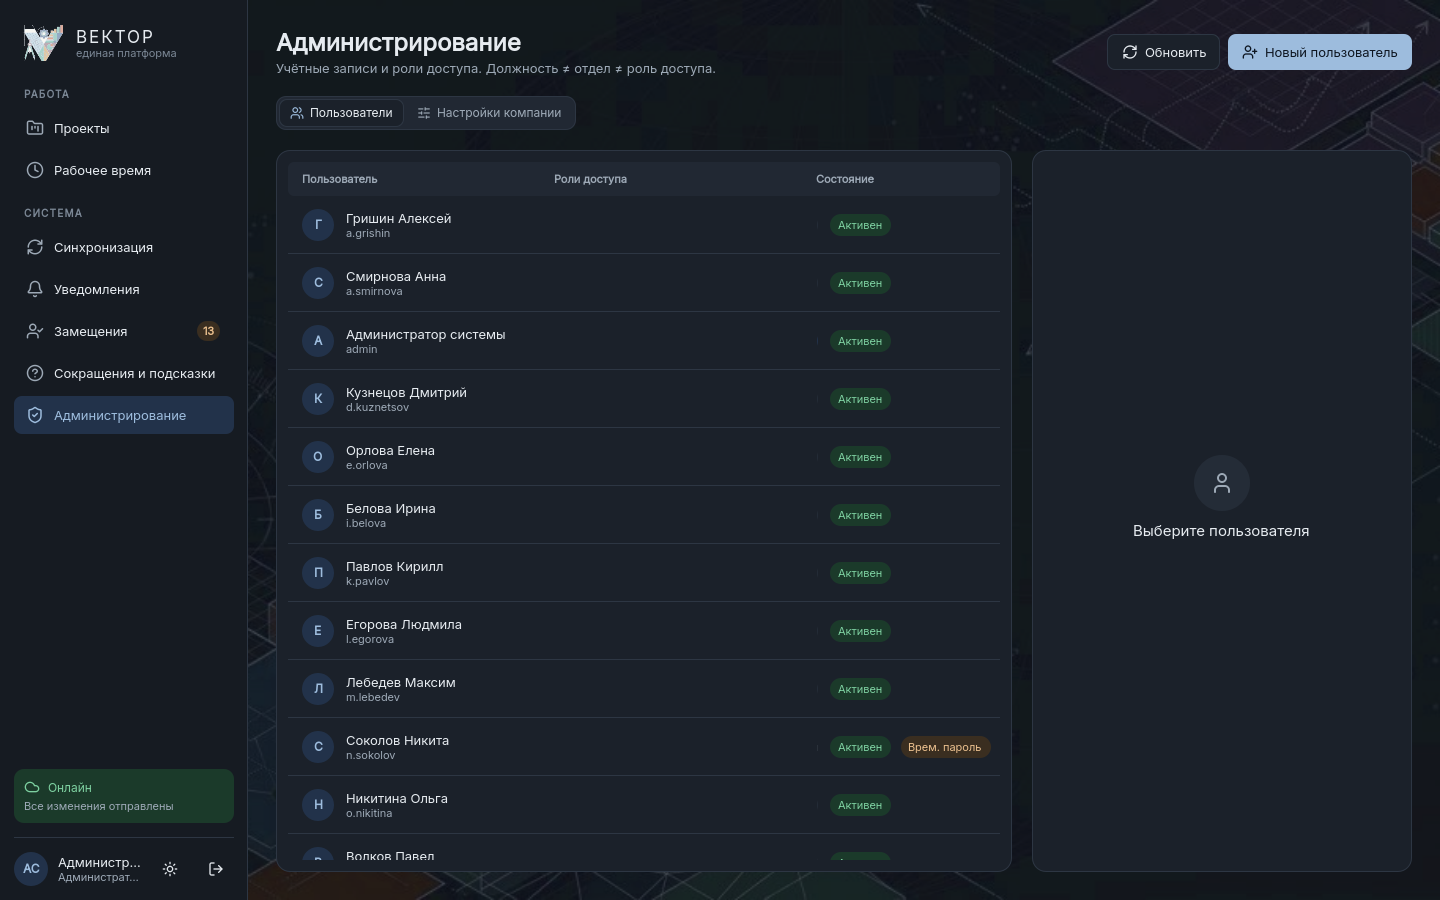 ВЕКТОР
единая платформа
РАБОТА
Проекты
Рабочее время
СИСТЕМА
Синхронизация
Уведомления
Замещения 13
Сокращения и подсказки
Администрирование
Онлайн
Все изменения отправлены
АС
Администр...
Администрат...
Администрирование
Учётные записи и роли доступа. Должность ≠ отдел ≠ роль доступа.
Обновить
Новый пользователь
Пользователи
Настройки компании
Пользователь Роли доступа Состояние
Г Гришин Алексей Активен
a.grishin
С Смирнова Анна Активен
a.smirnova
А Администратор системы Активен
admin
К Кузнецов Дмитрий Активен
d.kuznetsov
О Орлова Елена Активен
e.orlova
Б Белова Ирина Активен
i.belova
П Павлов Кирилл Активен
k.pavlov
Е Егорова Людмила Активен
l.egorova
Л Лебедев Максим Активен
m.lebedev
С Соколов Никита Активен Врем. пароль
n.sokolov
Н Никитина Ольга Активен
o.nikitina
Волков Павел
Выберите пользователя